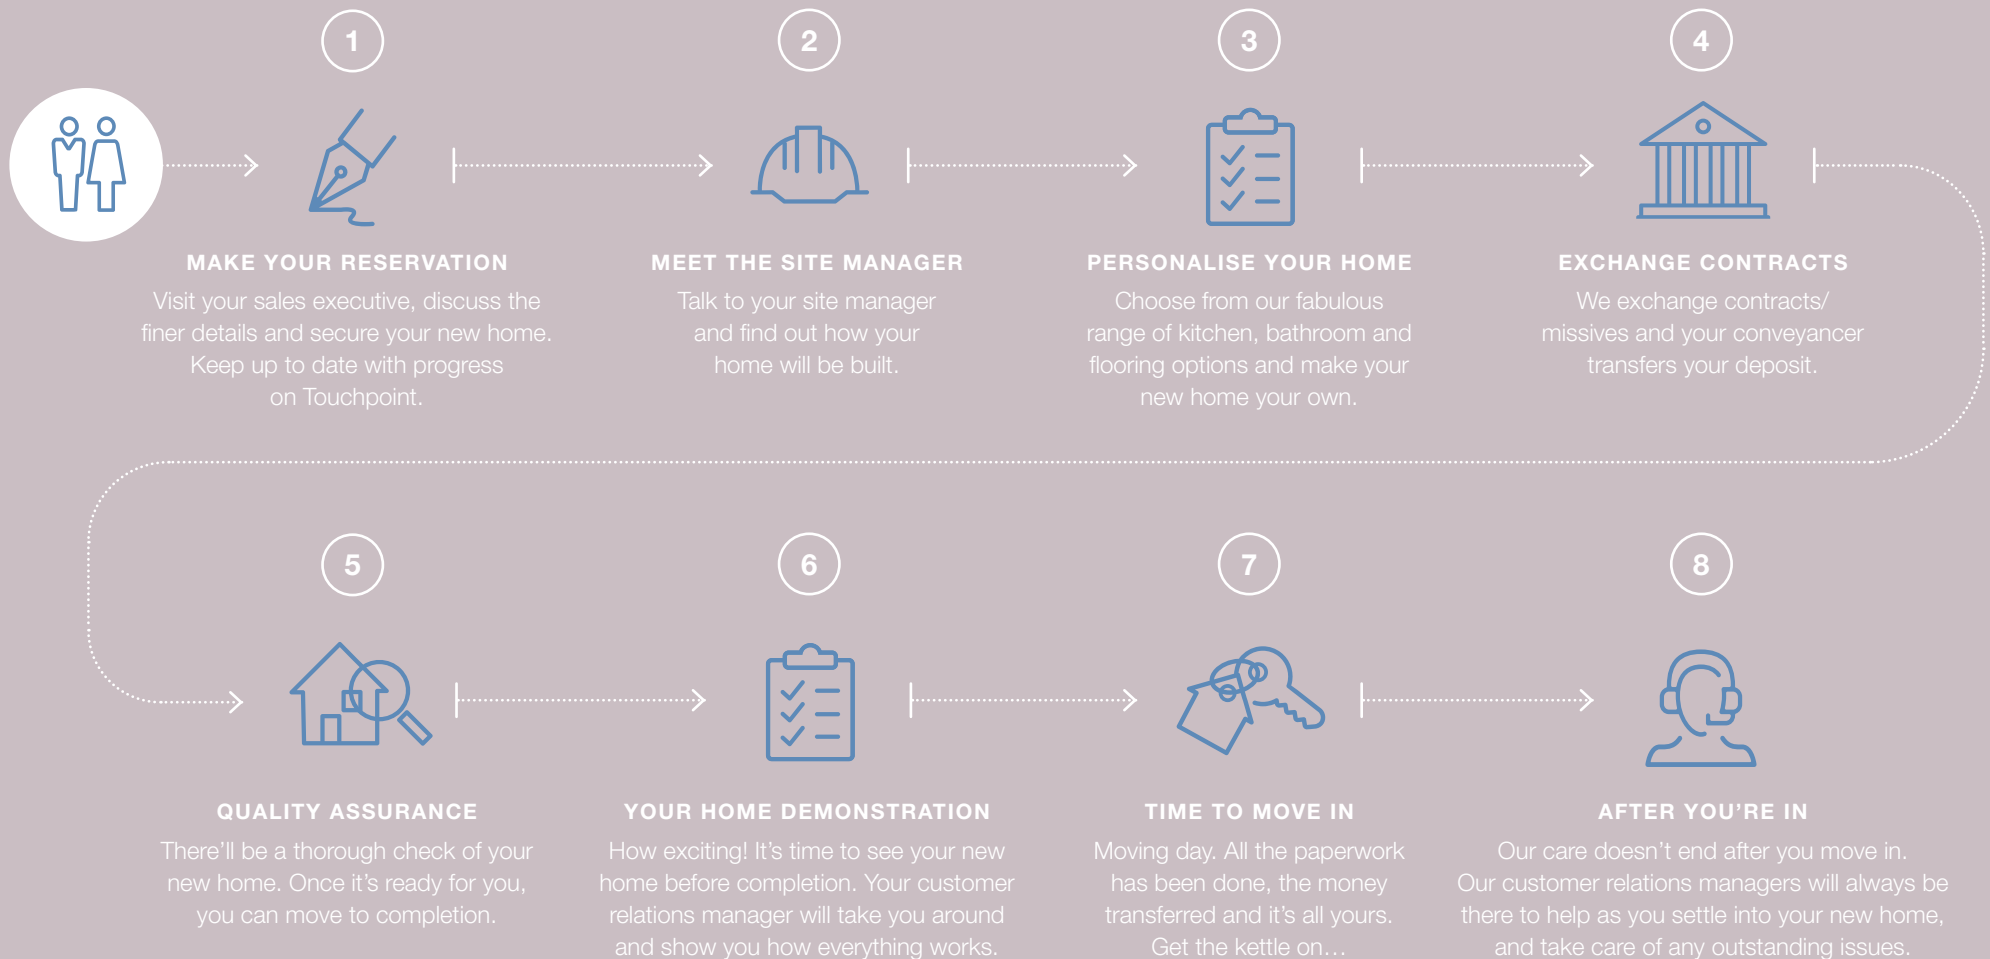 1
MAKE YOUR RESERVATION
Visit your sales executive, discuss the
finer details and secure your new home.
Keep up to date with progress
on Touchpoint.
2
MEET THE SITE MANAGER
Talk to your site manager
and find out how your
home will be built.
3
PERSONALISE YOUR HOME
Choose from our fabulous
range of kitchen, bathroom and
flooring options and make your
new home your own.
4
EXCHANGE CONTRACTS
We exchange contracts/
missives and your conveyancer
transfers your deposit.
5
QUALITY ASSURANCE
There’ll be a thorough check of your
new home. Once it’s ready for you,
you can move to completion.
6
YOUR HOME DEMONSTRATION
How exciting! It’s time to see your new
home before completion. Your customer
relations manager will take you around
and show you how everything works.
7
TIME TO MOVE IN
Moving day. All the paperwork
has been done, the money
transferred and it’s all yours.
Get the kettle on…
8
AFTER YOU’RE IN
Our care doesn’t end after you move in.
Our customer relations managers will always be
there to help as you settle into your new home,
and take care of any outstanding issues.